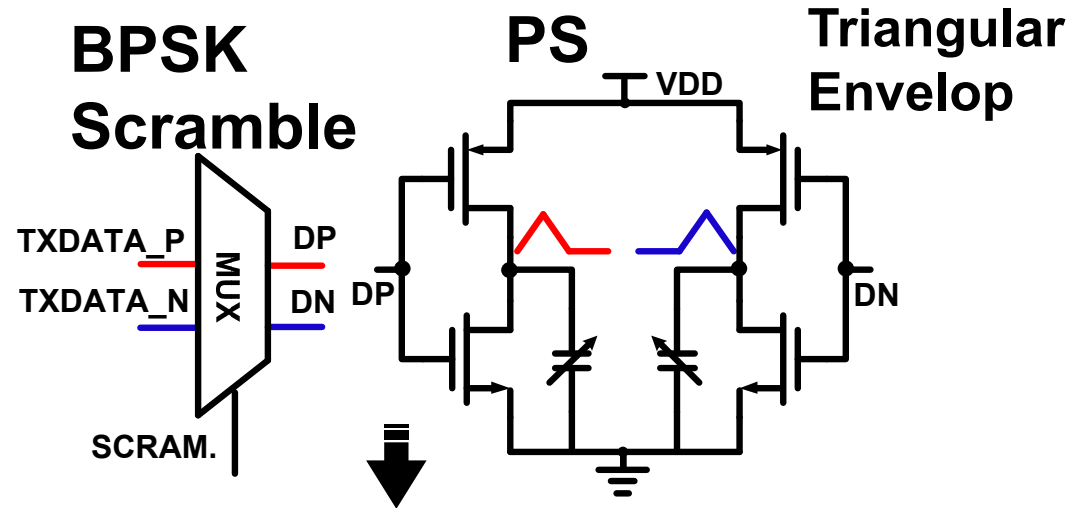 BPSK
Scramble
PS
Triangular
Envelop
VDD
TXDATA_P
DP
MUX
TXDATA_N
DN
DP
DN
SCRAM.